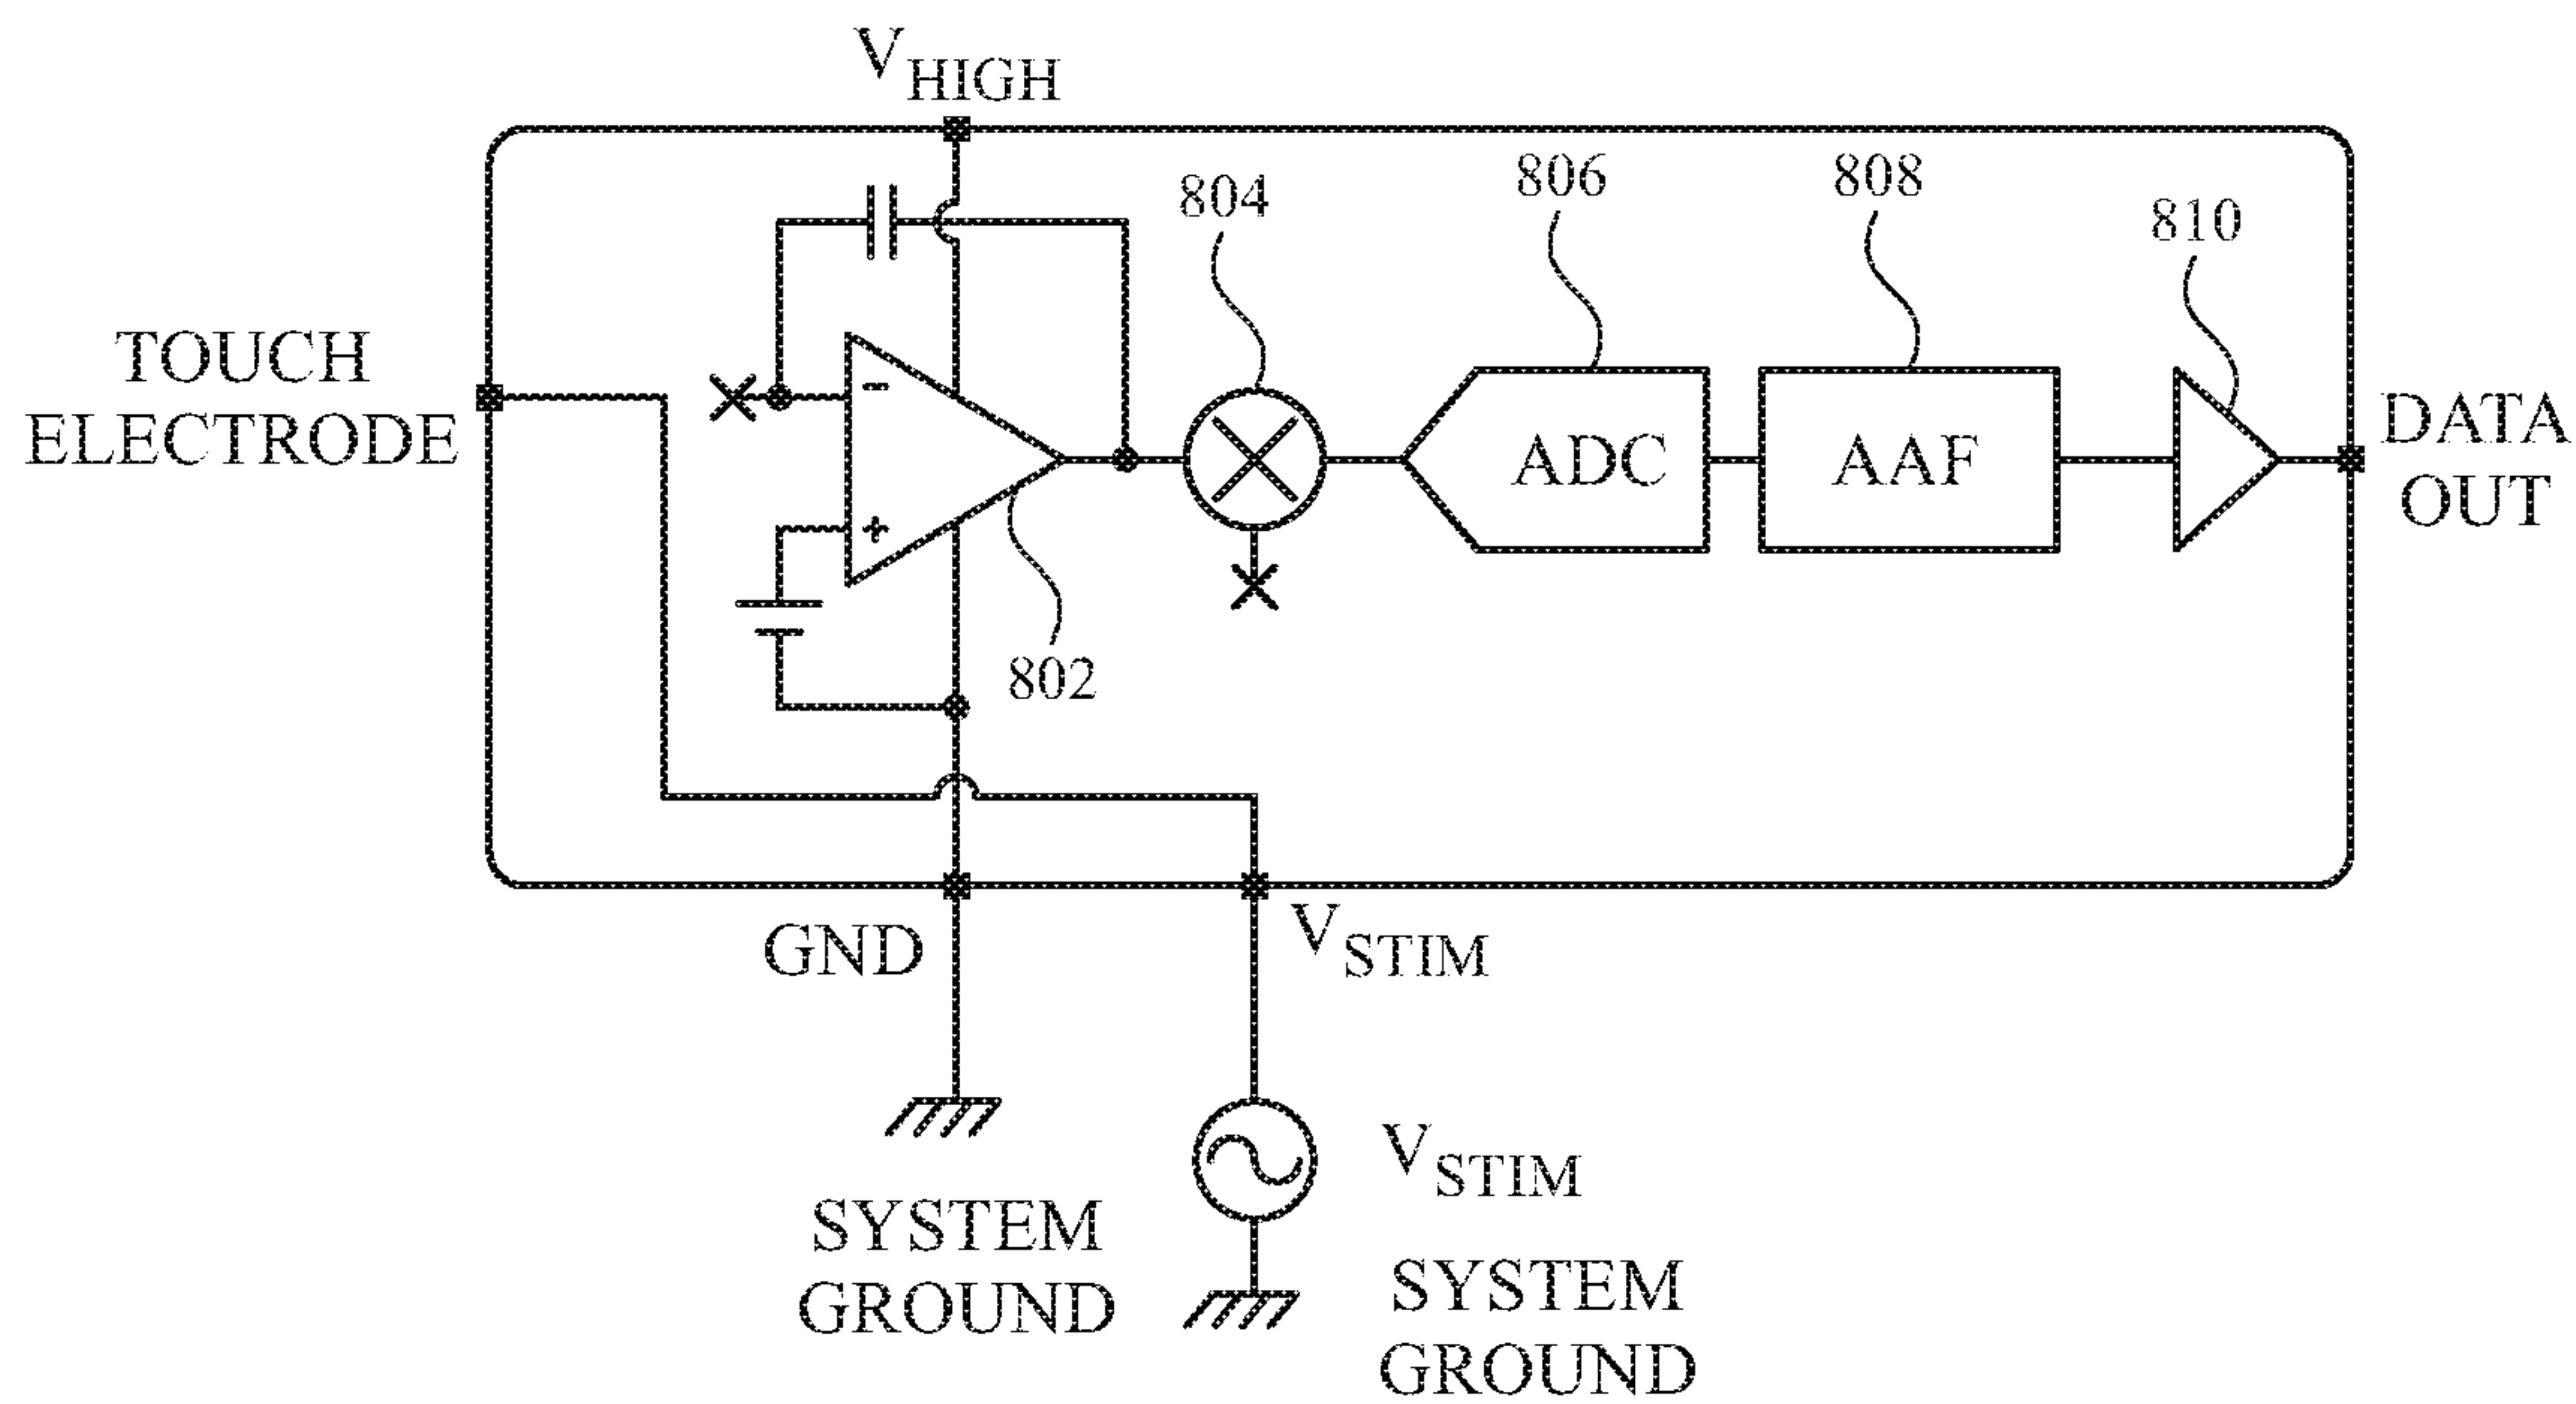 VHIGH
804
806
808
810
TOUCH
ELECTRODE
-
+
ADC
AAF
DATA
OUT
802
GND
VSTIM
VSTIM
SYSTEM
GROUND
SYSTEM
GROUND